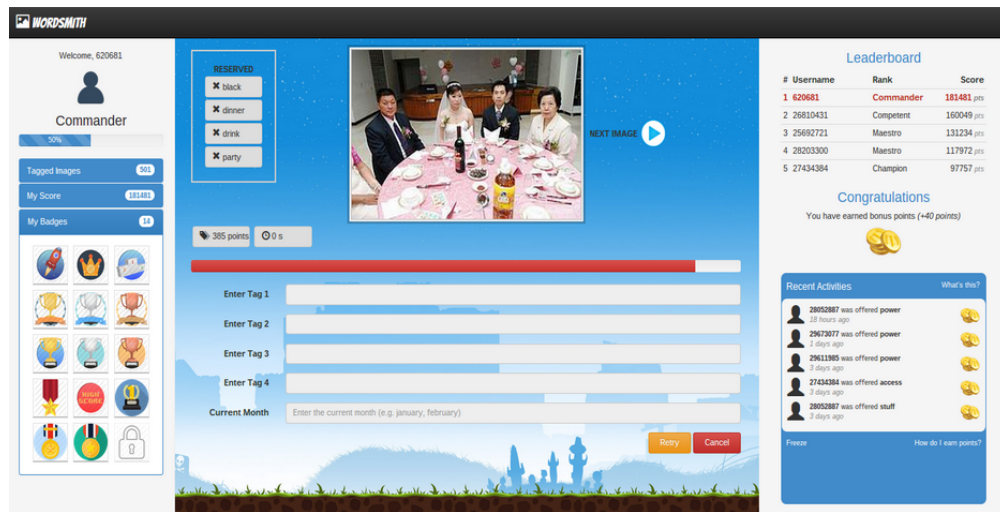 WORDSMITH
Welcome, 620681
Commander
50%
Tagged Images 501
My Score 181481
My Badges 14
HIGH
SCORE
RESERVED
✖ black
✖ dinner
✖ drink
✖ party
NEXT IMAGE
385 points
0 s
Enter Tag 1
Enter Tag 2
Enter Tag 3
Enter Tag 4
Current Month Enter the current month (e.g. january, february)
Retry Cancel
Leaderboard
# Username Rank Score
1 620681 Commander 181481 pts
2 26810431 Competent 160049 pts
3 25692721 Maestro 131234 pts
4 28203300 Maestro 117972 pts
5 27434384 Champion 97757 pts
Congratulations
You have earned bonus points (+40 points)
Recent Activities What's this?
28052887 was offered power
18 hours ago
29673077 was offered power
1 days ago
29611985 was offered power
3 days ago
27434384 was offered access
3 days ago
28052887 was offered stuff
3 days ago
Freeze How do I earn points?